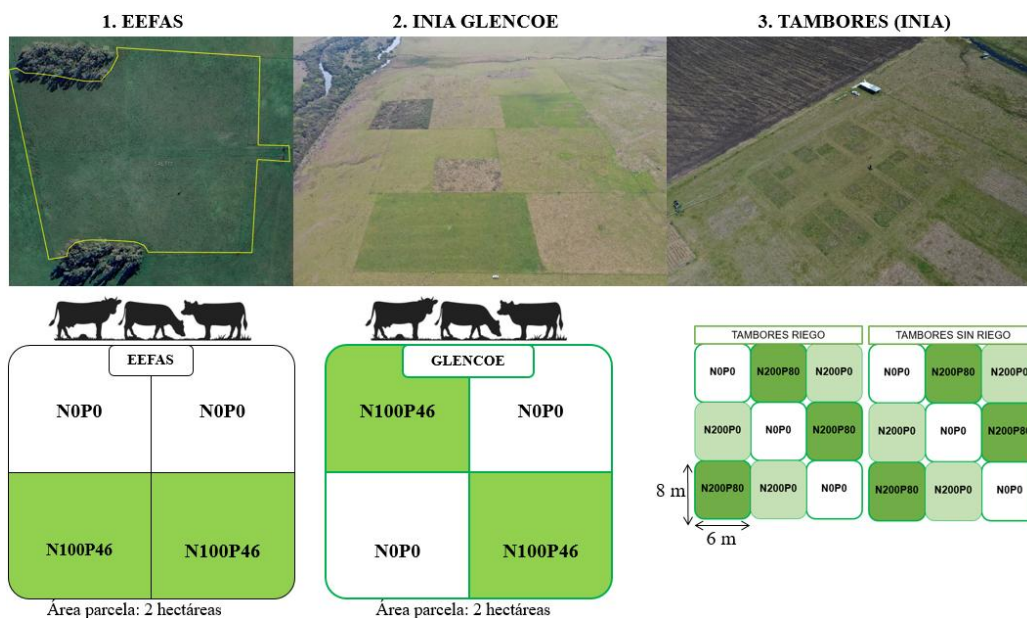 1. EEFAS
2. INIA GLENCOE
3. TAMBORES (INIA)
EEFAS
N0P0 N0P0
N100P46 N100P46
Área parcela: 2 hectáreas
GLENCOE
N100P46 N0P0
N0P0 N100P46
Área parcela: 2 hectáreas
TAMBORES RIEGO
N0P0 N200P80 N200P0
N200P0 N0P0 N200P80
N200P80 N200P0 N0P0
8 m
6 m
TAMBORES SIN RIEGO
N0P0 N200P80 N200P0
N200P0 N0P0 N200P80
N200P80 N200P0 N0P0